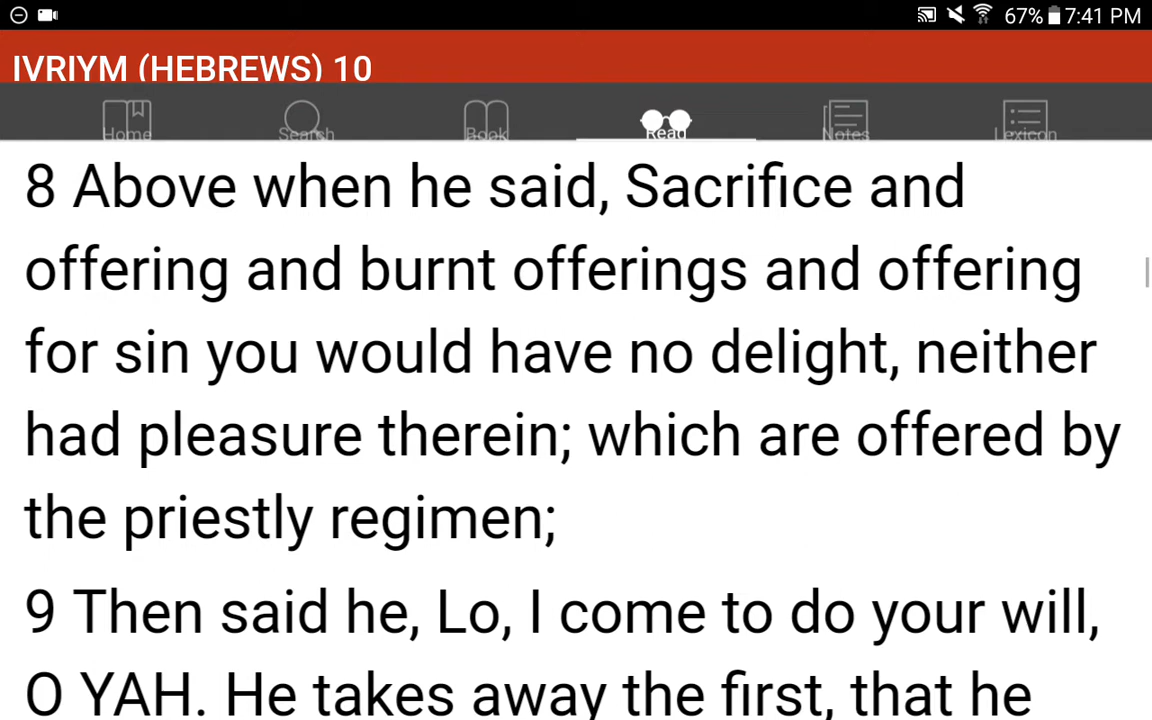 67% 7:41 PM
IVRIYM (HEBREWS) 10
Home Search Book Read Notes Lexicon
8 Above when he said, Sacrifice and
offering and burnt offerings and offering
for sin you would have no delight, neither
had pleasure therein; which are offered by
the priestly regimen;
9 Then said he, Lo, I come to do your will,
O YAH. He takes away the first, that he